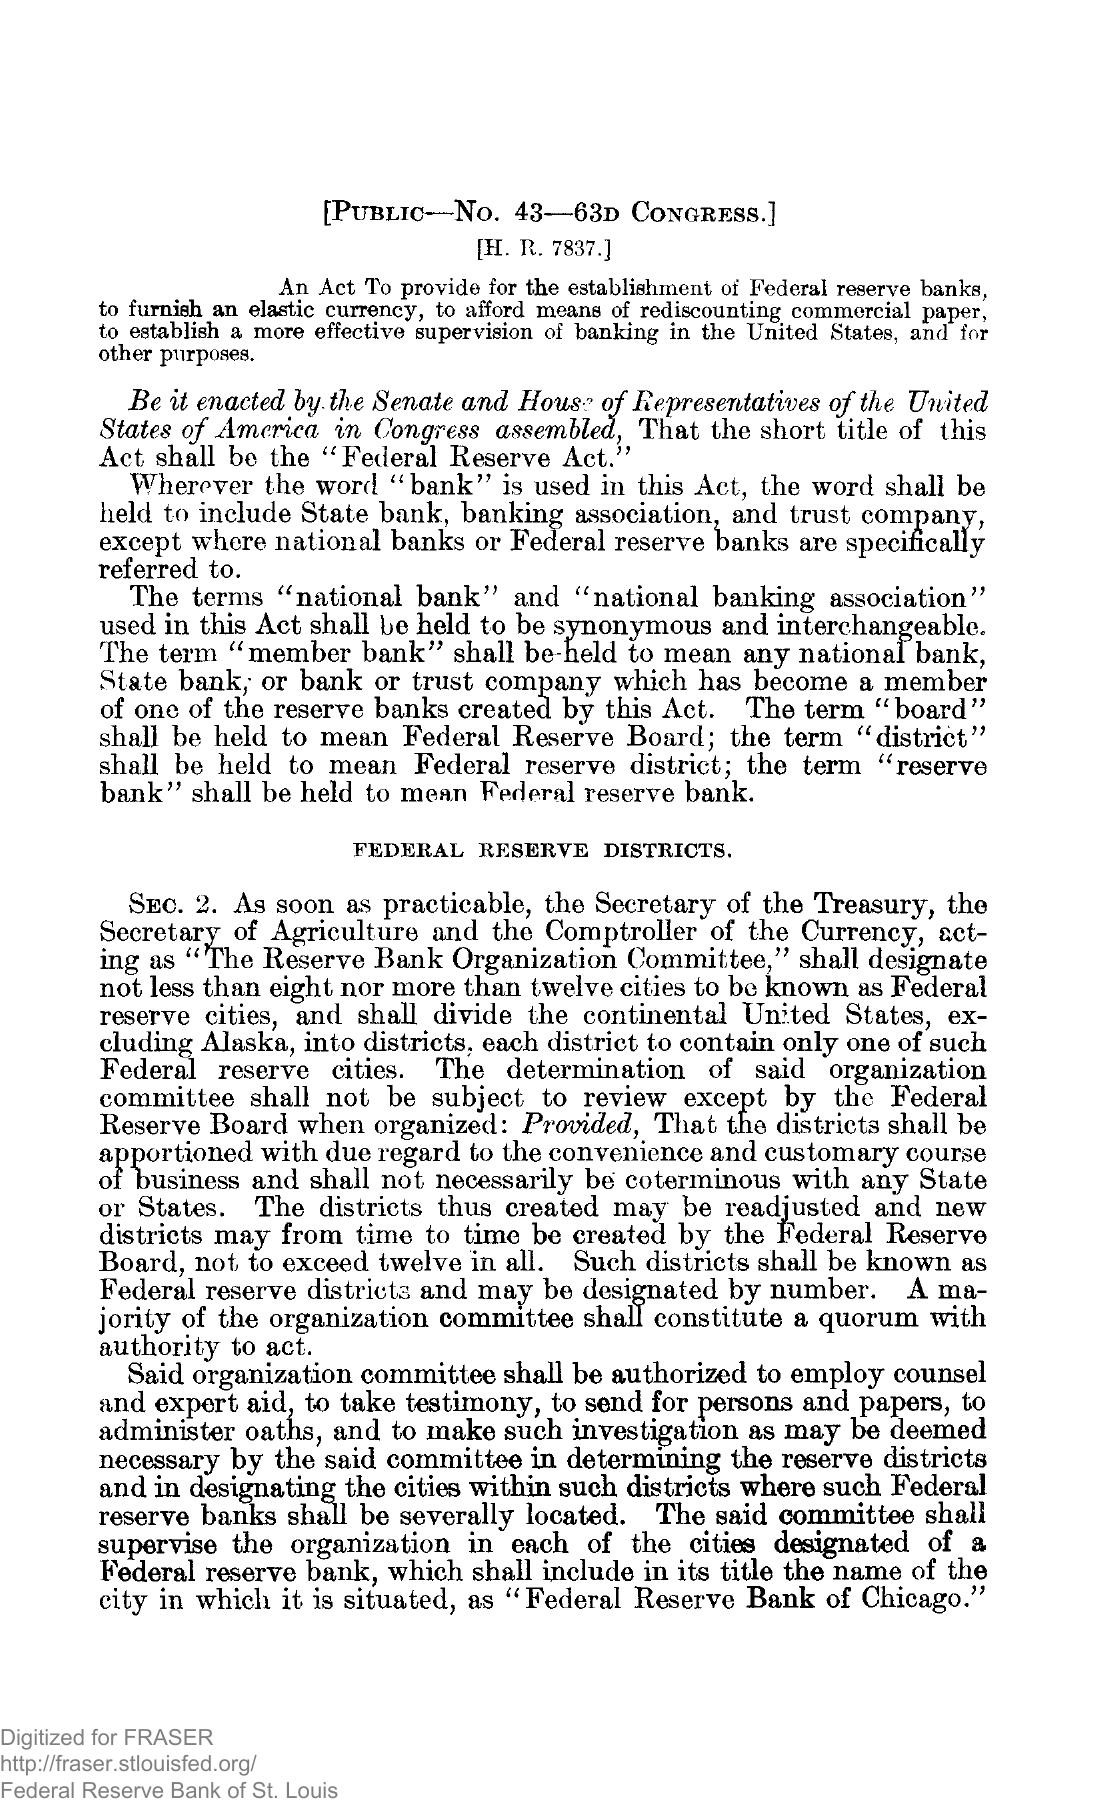 [Public—No. 43—63d Congress.]
[H. R. 7837.]
An Act To provide for the establishment of Federal reserve banks,
to furnish an elastic currency, to afford means of rediscounting commercial paper,
to establish a more effective supervision of banking in the United States, and for
other purposes.
Be it enacted by the Senate and House of Representatives of the United
States of America in Congress assembled, That the short title of this
Act shall be the “Federal Reserve Act.”
Wherever the word “bank” is used in this Act, the word shall be
held to include State bank, banking association, and trust company,
except where national banks or Federal reserve banks are specifically
referred to.
The terms “national bank” and “national banking association”
used in this Act shall be held to be synonymous and interchangeable.
The term “member bank” shall be held to mean any national bank,
State bank, or bank or trust company which has become a member
of one of the reserve banks created by this Act. The term “board”
shall be held to mean Federal Reserve Board; the term “district”
shall be held to mean Federal reserve district; the term “reserve
bank” shall be held to mean Federal reserve bank.
FEDERAL RESERVE DISTRICTS.
Sec. 2. As soon as practicable, the Secretary of the Treasury, the
Secretary of Agriculture and the Comptroller of the Currency, act-
ing as “The Reserve Bank Organization Committee,” shall designate
not less than eight nor more than twelve cities to be known as Federal
reserve cities, and shall divide the continental United States, ex-
cluding Alaska, into districts, each district to contain only one of such
Federal reserve cities. The determination of said organization
committee shall not be subject to review except by the Federal
Reserve Board when organized: Provided, That the districts shall be
apportioned with due regard to the convenience and customary course
of business and shall not necessarily be coterminous with any State
or States. The districts thus created may be readjusted and new
districts may from time to time be created by the Federal Reserve
Board, not to exceed twelve in all. Such districts shall be known as
Federal reserve districts and may be designated by number. A ma-
jority of the organization committee shall constitute a quorum with
authority to act.
Said organization committee shall be authorized to employ counsel
and expert aid, to take testimony, to send for persons and papers, to
administer oaths, and to make such investigation as may be deemed
necessary by the said committee in determining the reserve districts
and in designating the cities within such districts where such Federal
reserve banks shall be severally located. The said committee shall
supervise the organization in each of the cities designated of a
Federal reserve bank, which shall include in its title the name of the
city in which it is situated, as “Federal Reserve Bank of Chicago.”
Digitized for FRASER
http://fraser.stlouisfed.org/
Federal Reserve Bank of St. Louis